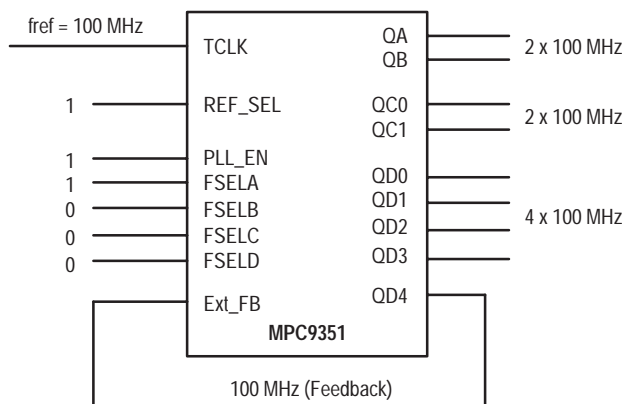 fref = 100 MHz
TCLK
QA
QB
2 x 100 MHz
1
REF_SEL
QC0
QC1
2 x 100 MHz
1
PLL_EN
1
FSELA
0
FSELB
0
FSELC
0
FSELD
QD0
QD1
QD2
QD3
4 x 100 MHz
Ext_FB
QD4
MPC9351
100 MHz (Feedback)